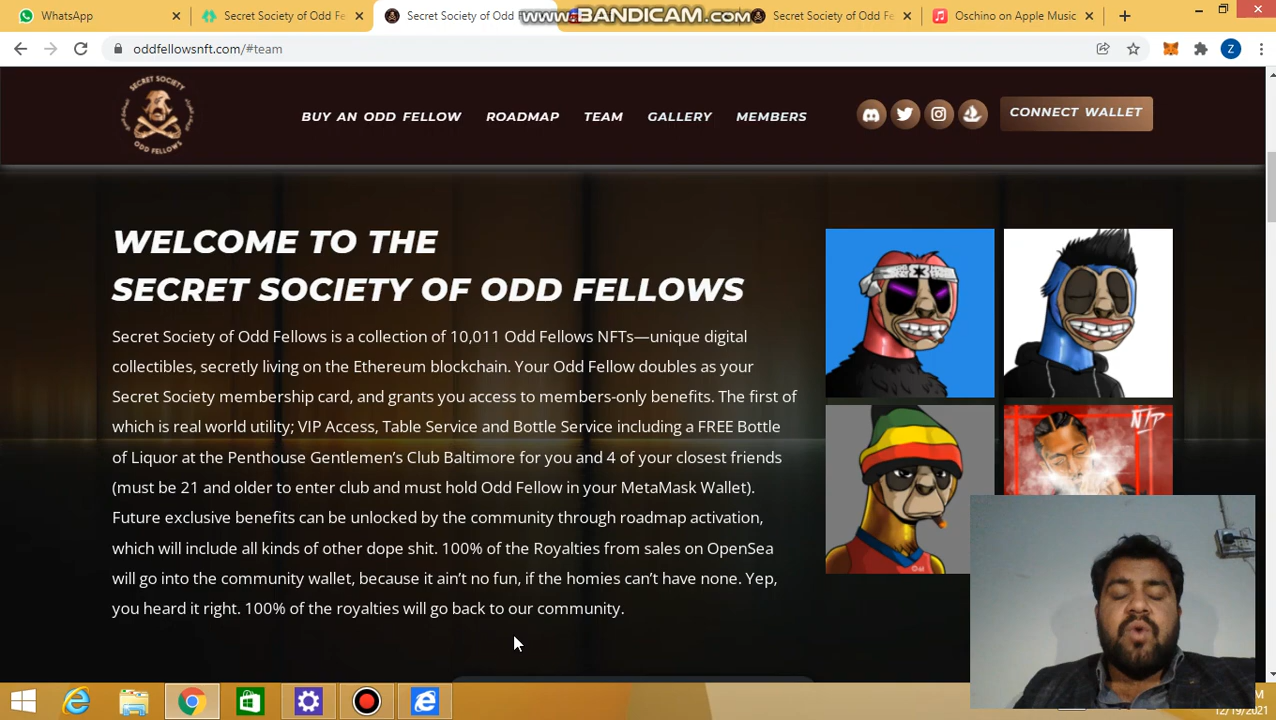 WhatsApp
Secret Society of Odd Fe
Secret Society of Odd F
www.BANDICAM.com
Secret Society of Odd Fe
Oschino on Apple Music
oddfellowsnft.com/#team
Z
SECRET SOCIETY
ODD FELLOWS
BUY AN ODD FELLOW
ROADMAP
TEAM
GALLERY
MEMBERS
CONNECT WALLET
WELCOME TO THE
SECRET SOCIETY OF ODD FELLOWS
Secret Society of Odd Fellows is a collection of 10,011 Odd Fellows NFTs—unique digital
collectibles, secretly living on the Ethereum blockchain. Your Odd Fellow doubles as your
Secret Society membership card, and grants you access to members-only benefits. The first of
which is real world utility; VIP Access, Table Service and Bottle Service including a FREE Bottle
of Liquor at the Penthouse Gentlemen's Club Baltimore for you and 4 of your closest friends
(must be 21 and older to enter club and must hold Odd Fellow in your MetaMask Wallet).
Future exclusive benefits can be unlocked by the community through roadmap activation,
which will include all kinds of other dope shit. 100% of the Royalties from sales on OpenSea
will go into the community wallet, because it ain't no fun, if the homies can't have none. Yep,
you heard it right. 100% of the royalties will go back to our community.
12/19/2021